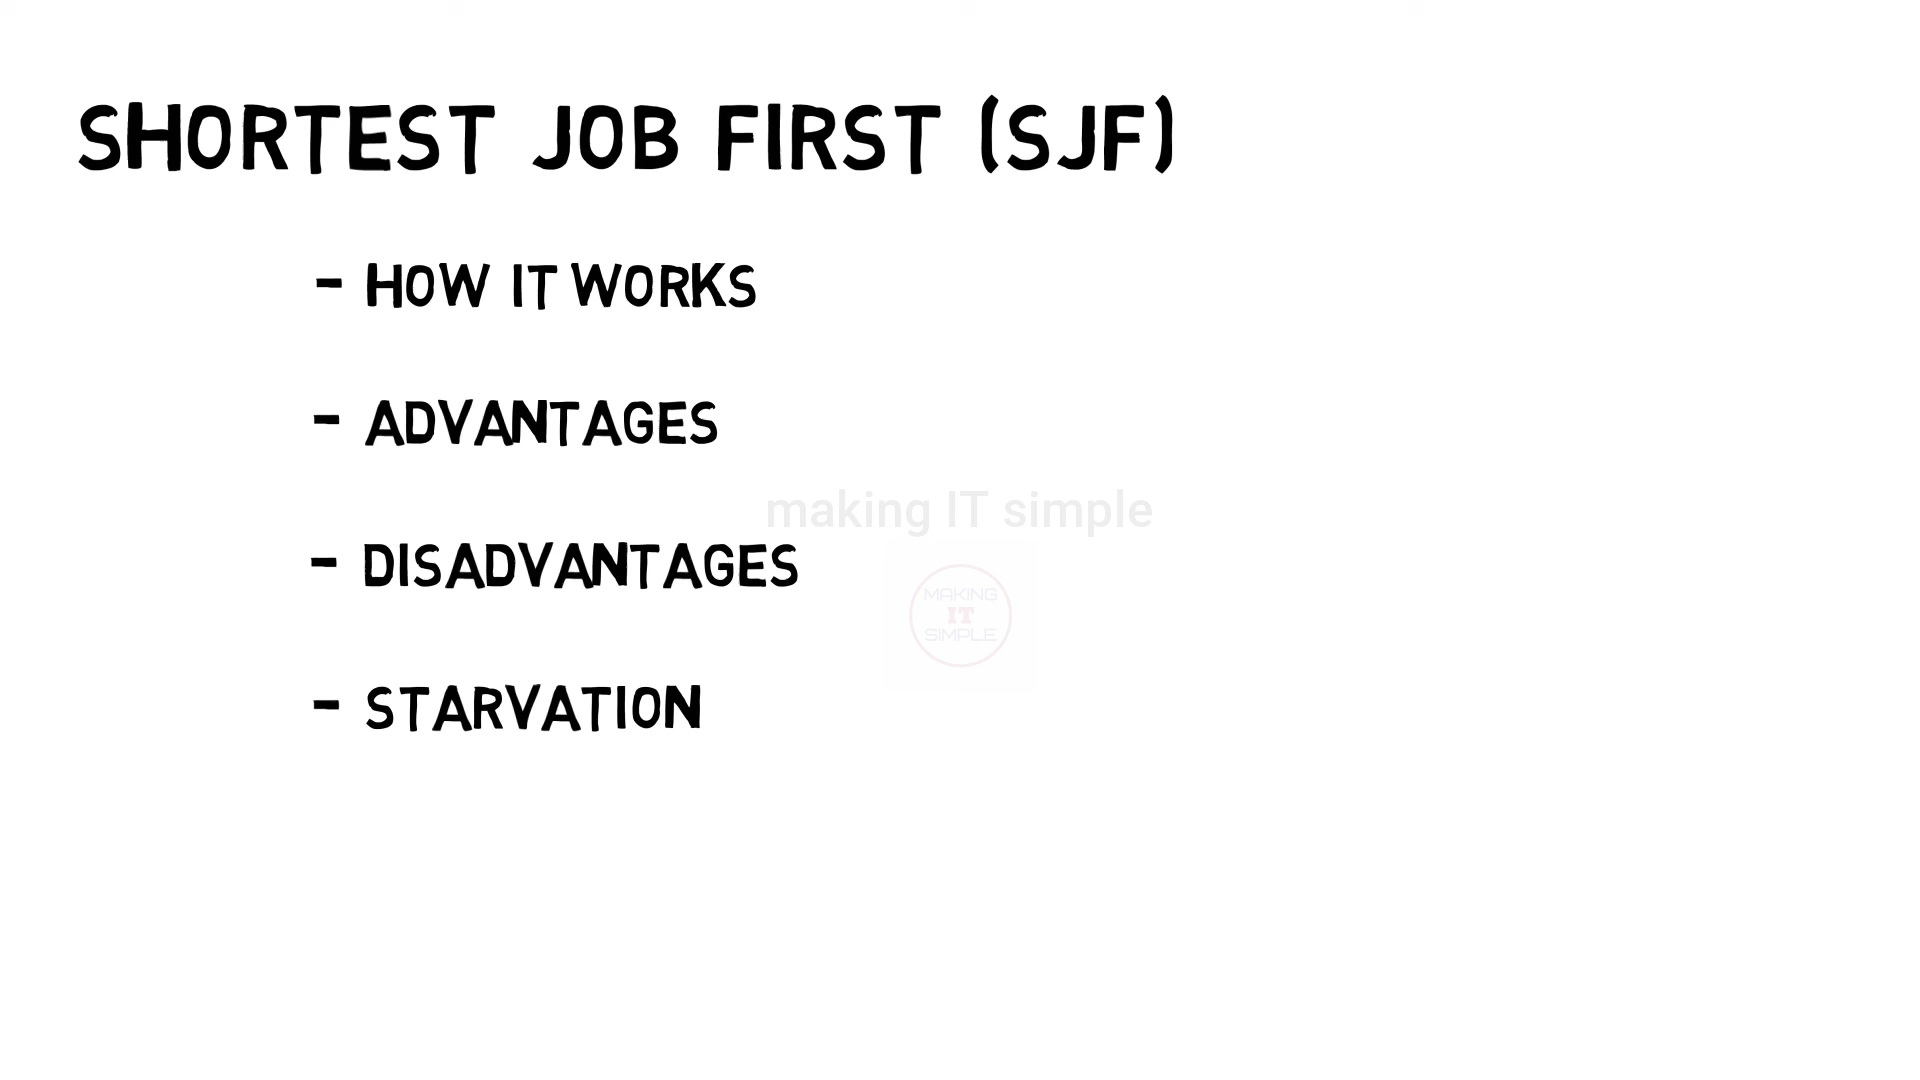 SHORTEST JOB FIRST (SJF)
- HOW IT WORKS
- ADVANTAGES
making IT simple
- DISADVANTAGES
MAKING
IT
SIMPLE
- STARVATION